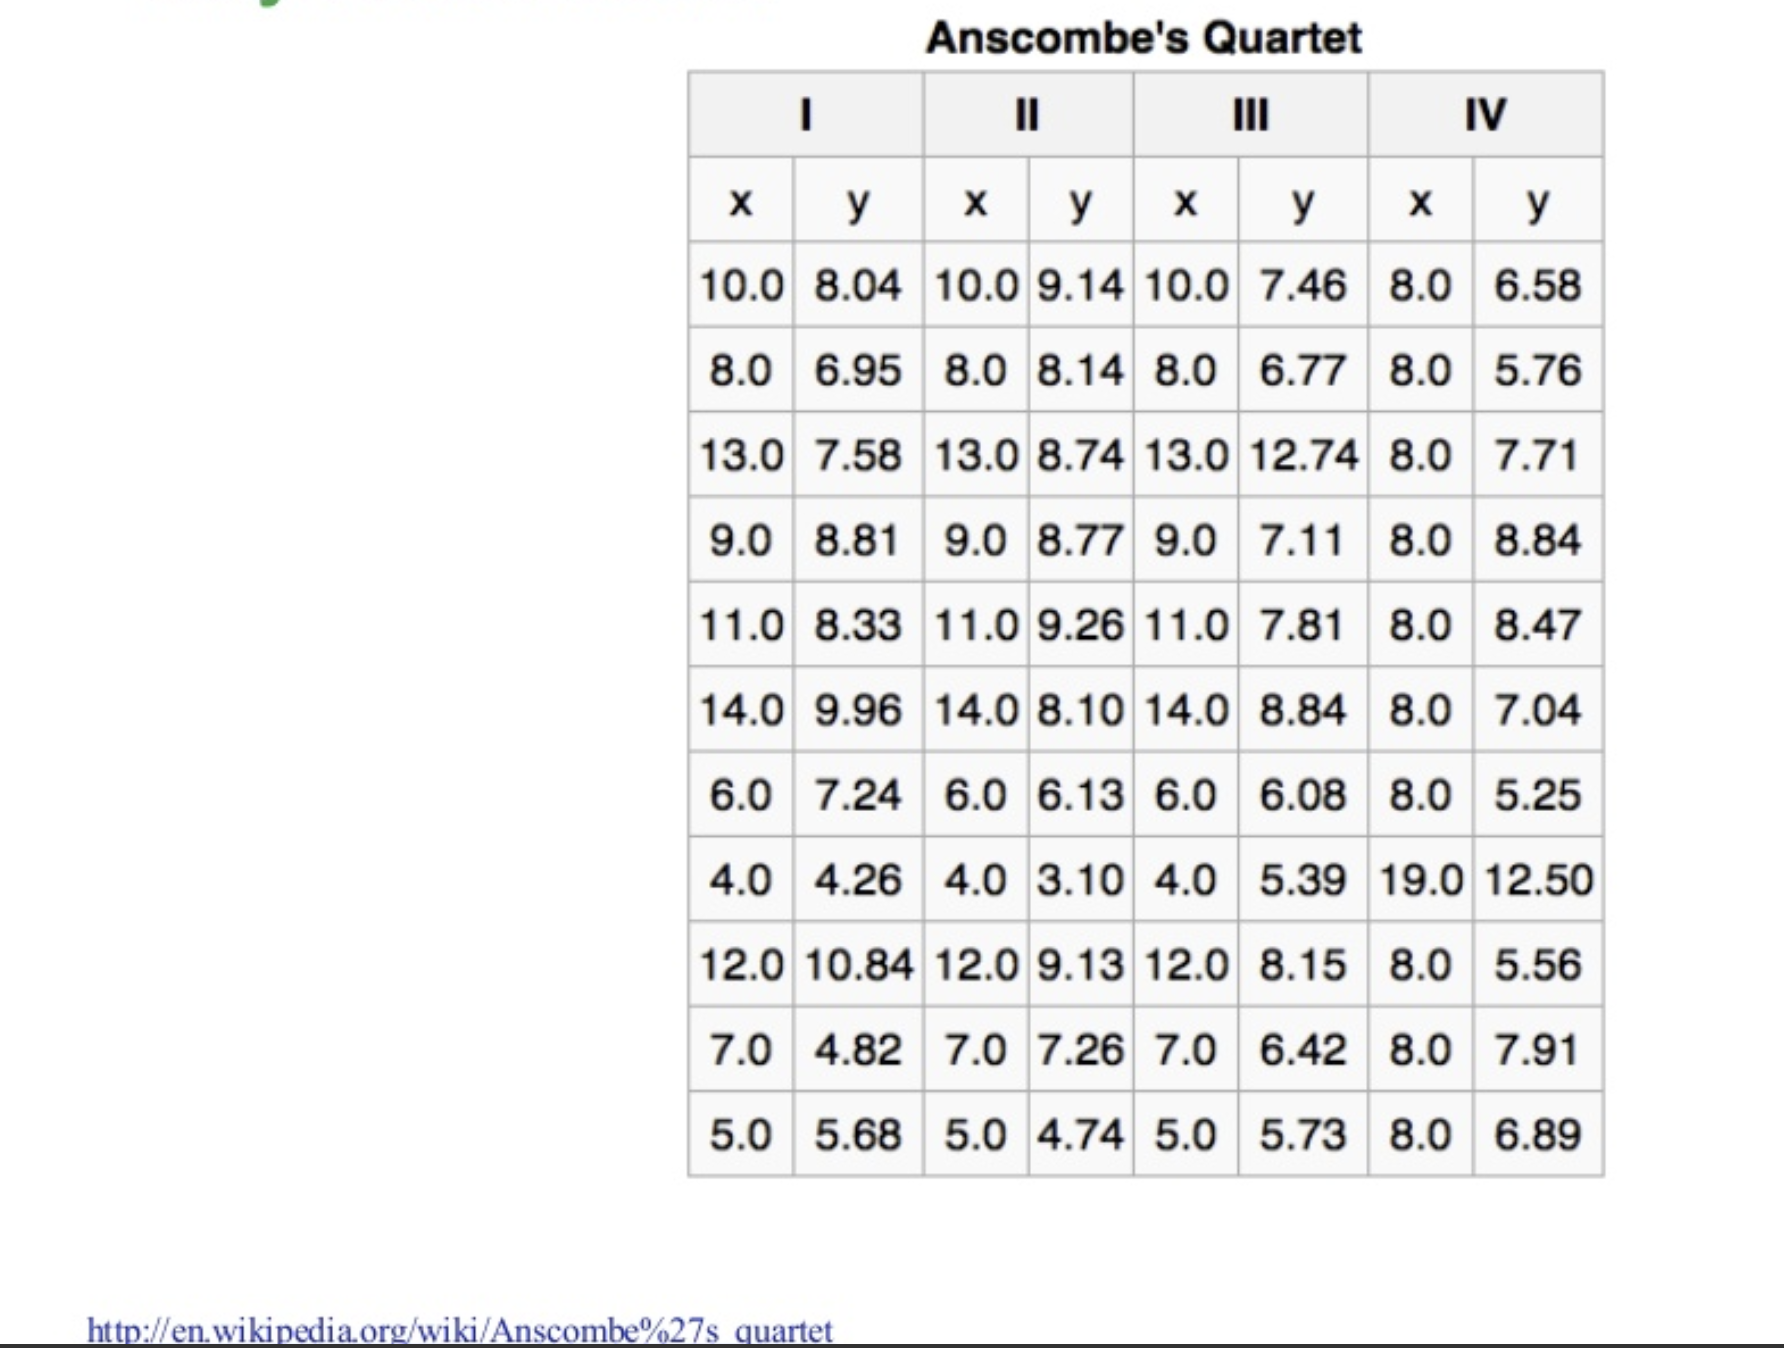 Anscombe's Quartet
I II III IV
x y x y x y x y
10.0 8.04 10.0 9.14 10.0 7.46 8.0 6.58
8.0 6.95 8.0 8.14 8.0 6.77 8.0 5.76
13.0 7.58 13.0 8.74 13.0 12.74 8.0 7.71
9.0 8.81 9.0 8.77 9.0 7.11 8.0 8.84
11.0 8.33 11.0 9.26 11.0 7.81 8.0 8.47
14.0 9.96 14.0 8.10 14.0 8.84 8.0 7.04
6.0 7.24 6.0 6.13 6.0 6.08 8.0 5.25
4.0 4.26 4.0 3.10 4.0 5.39 19.0 12.50
12.0 10.84 12.0 9.13 12.0 8.15 8.0 5.56
7.0 4.82 7.0 7.26 7.0 6.42 8.0 7.91
5.0 5.68 5.0 4.74 5.0 5.73 8.0 6.89
http://en.wikipedia.org/wiki/Anscombe%27s_quartet